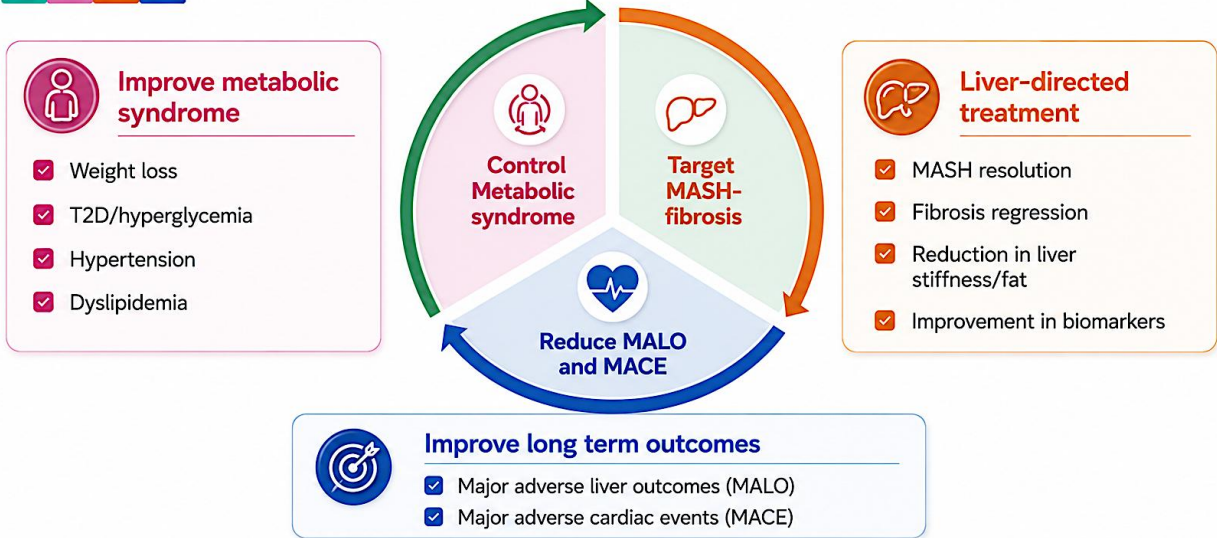 Improve metabolic
syndrome
Weight loss
T2D/hyperglycemia
Hypertension
Dyslipidemia
Control
Metabolic
syndrome
Target
MASH-
fibrosis
Reduce MALO
and MACE
Liver-directed
treatment
MASH resolution
Fibrosis regression
Reduction in liver
stiffness/fat
Improvement in biomarkers
Improve long term outcomes
Major adverse liver outcomes (MALO)
Major adverse cardiac events (MACE)